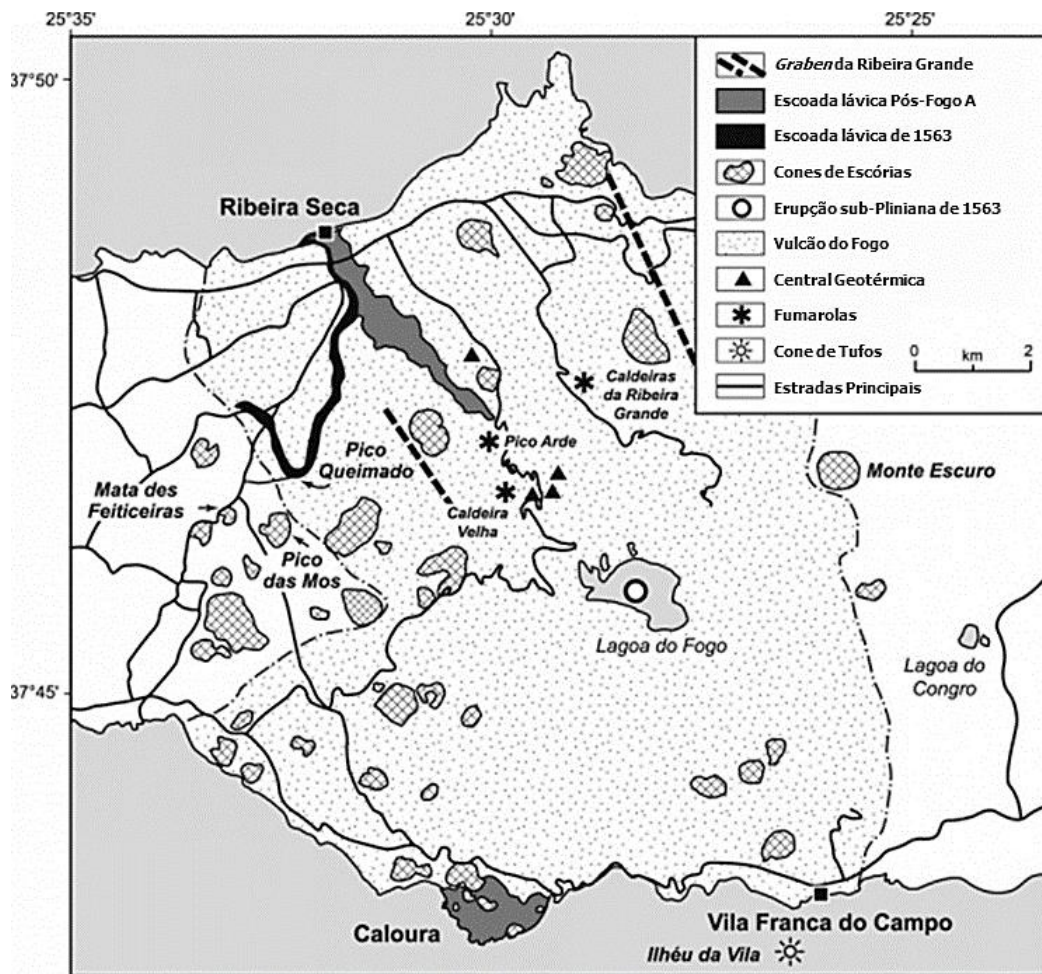 25°35'
25°30'
25°25'
37°50'
37°45'
Graben da Ribeira Grande
Escoada lávica Pós-Fogo A
Escoada lávica de 1563
Cones de Escórias
Erupção sub-Pliniana de 1563
Vulcão do Fogo
Central Geotérmica
Fumarolas
Cone de Tufos
Estradas Principais
0 2
km
Ribeira Seca
Caldeiras
da Ribeira
Grande
Pico Arde
Pico
Queimado
Monte Escuro
Mata des
Feiticeiras
Caldeira
Velha
Pico
das Mos
Lagoa do Fogo
Lagoa do
Congro
Caloura
Vila Franca do Campo
Ilhéu da Vila